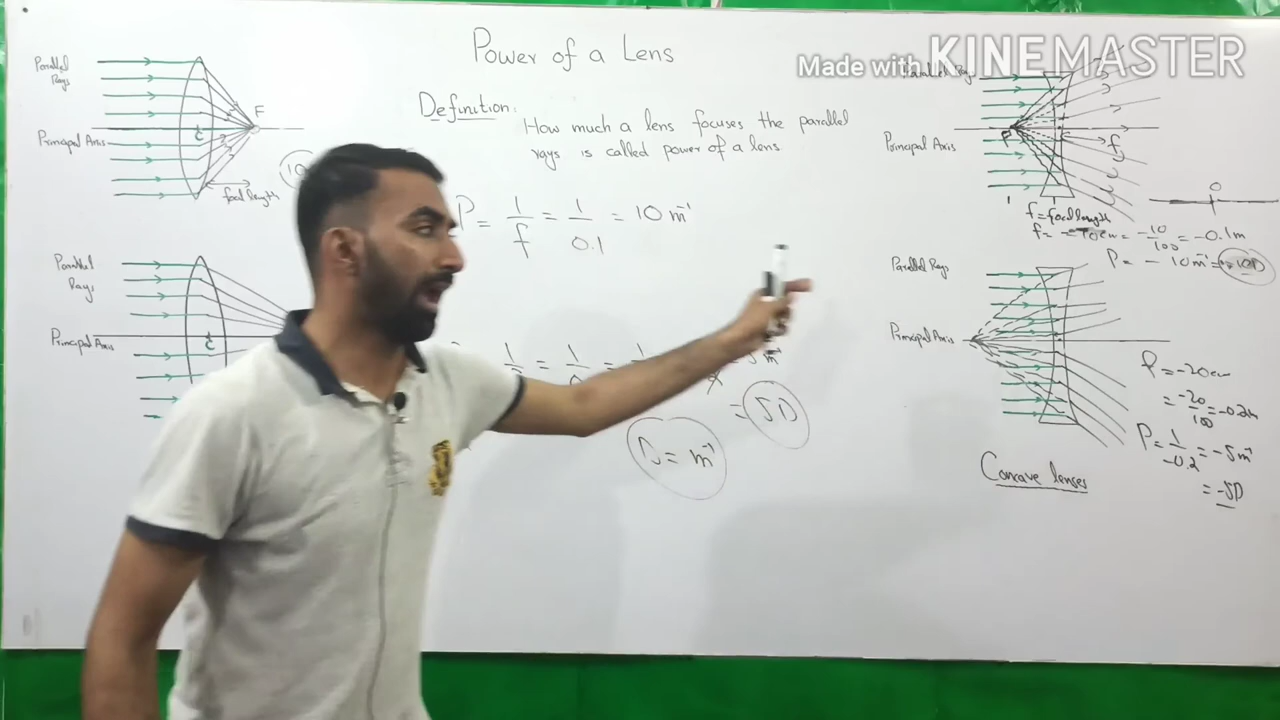 Power of a Lens
Made with KINEMASTER
Parallel
Rays
Principal Axis
F
focal length
Definition:
How much a lens focuses the parallel
rays is called power of a lens
P = 1/f = 1/0.1 = 10 m⁻¹
Parallel
Rays
Principal Axis
= 5D
D = m⁻¹
Principal Axis
F
f
f = focal length
f = -10cm = -10/100 = -0.1m
P = -10m⁻¹ = -10D
O
Parallel Rays
Principal Axis
f = -20cm
= -20/100 = -0.2m
P = 1/-0.2 = -5m⁻¹
= -5D
Concave lenses